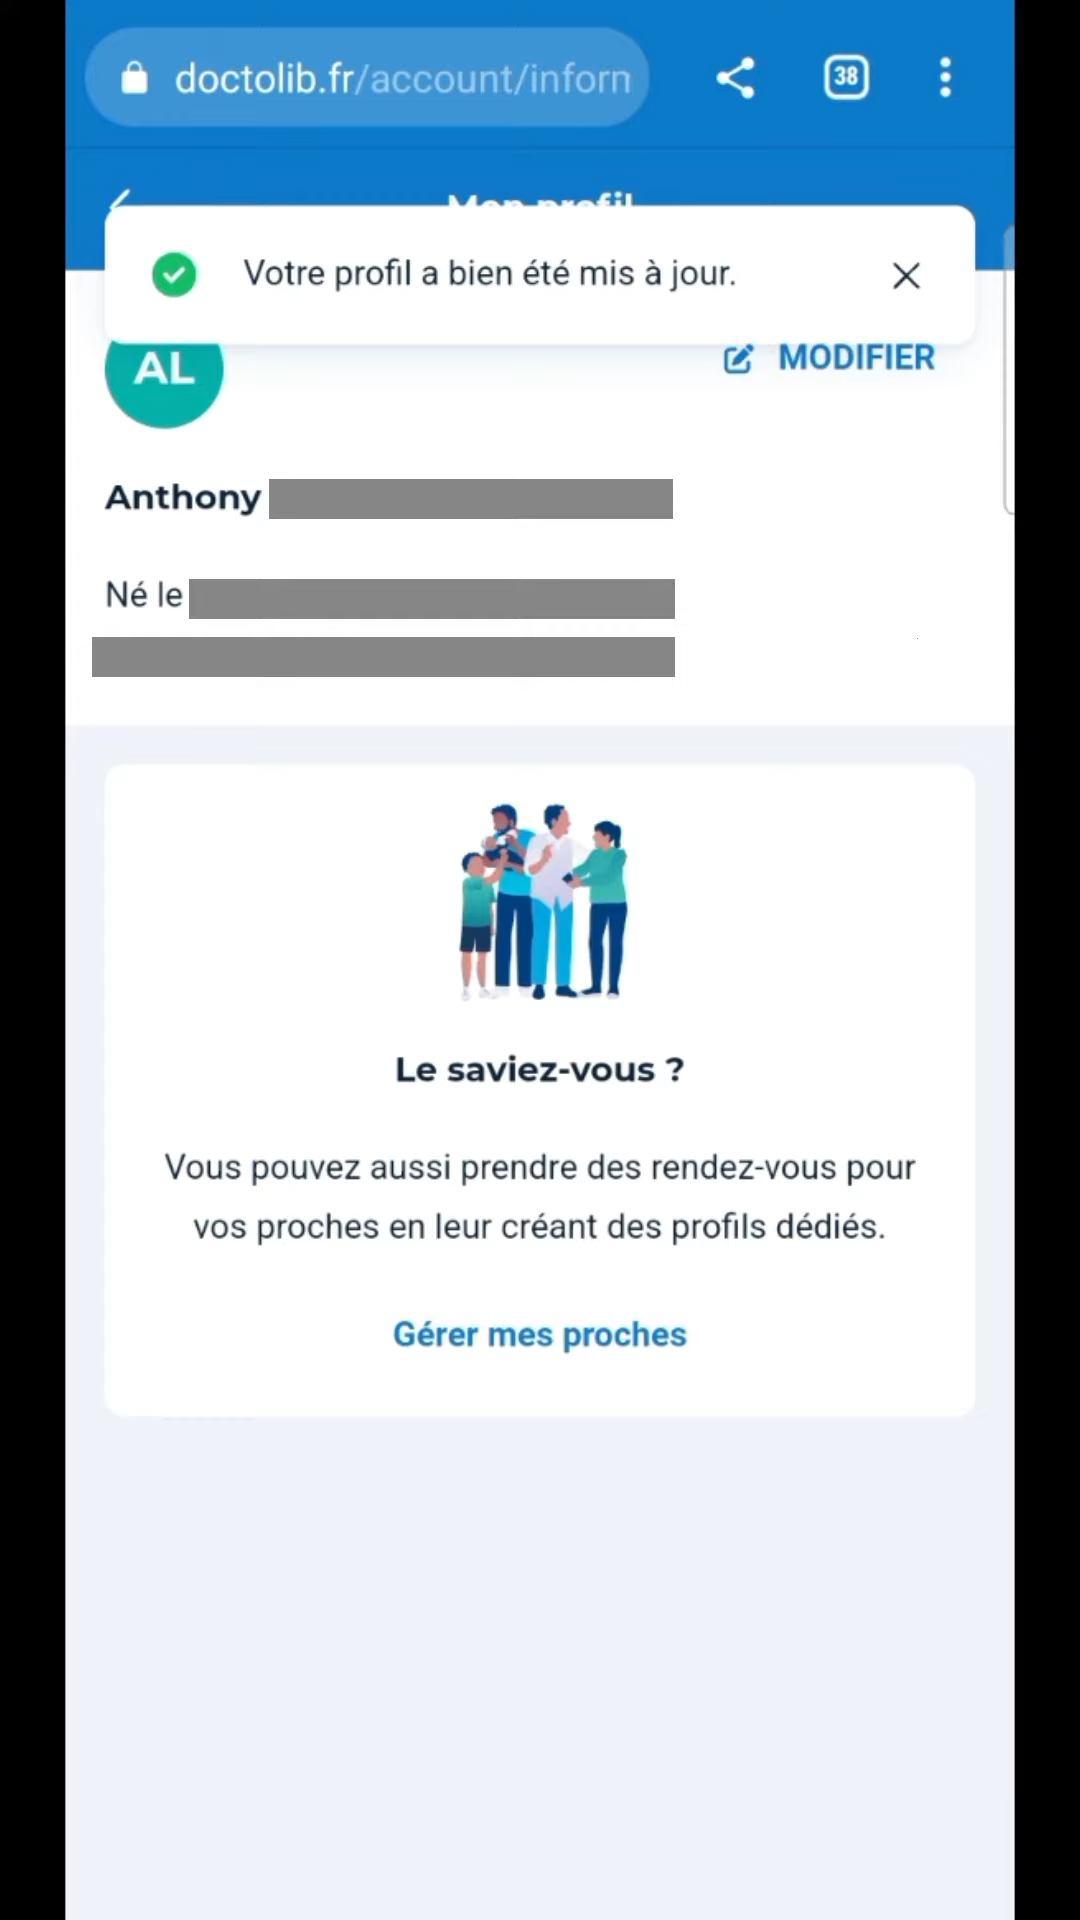 doctolib.fr/account/inforn
38
Mon profil
Votre profil a bien été mis à jour.
AL
MODIFIER
Anthony
Né le
Le saviez-vous ?
Vous pouvez aussi prendre des rendez-vous pour
vos proches en leur créant des profils dédiés.
Gérer mes proches